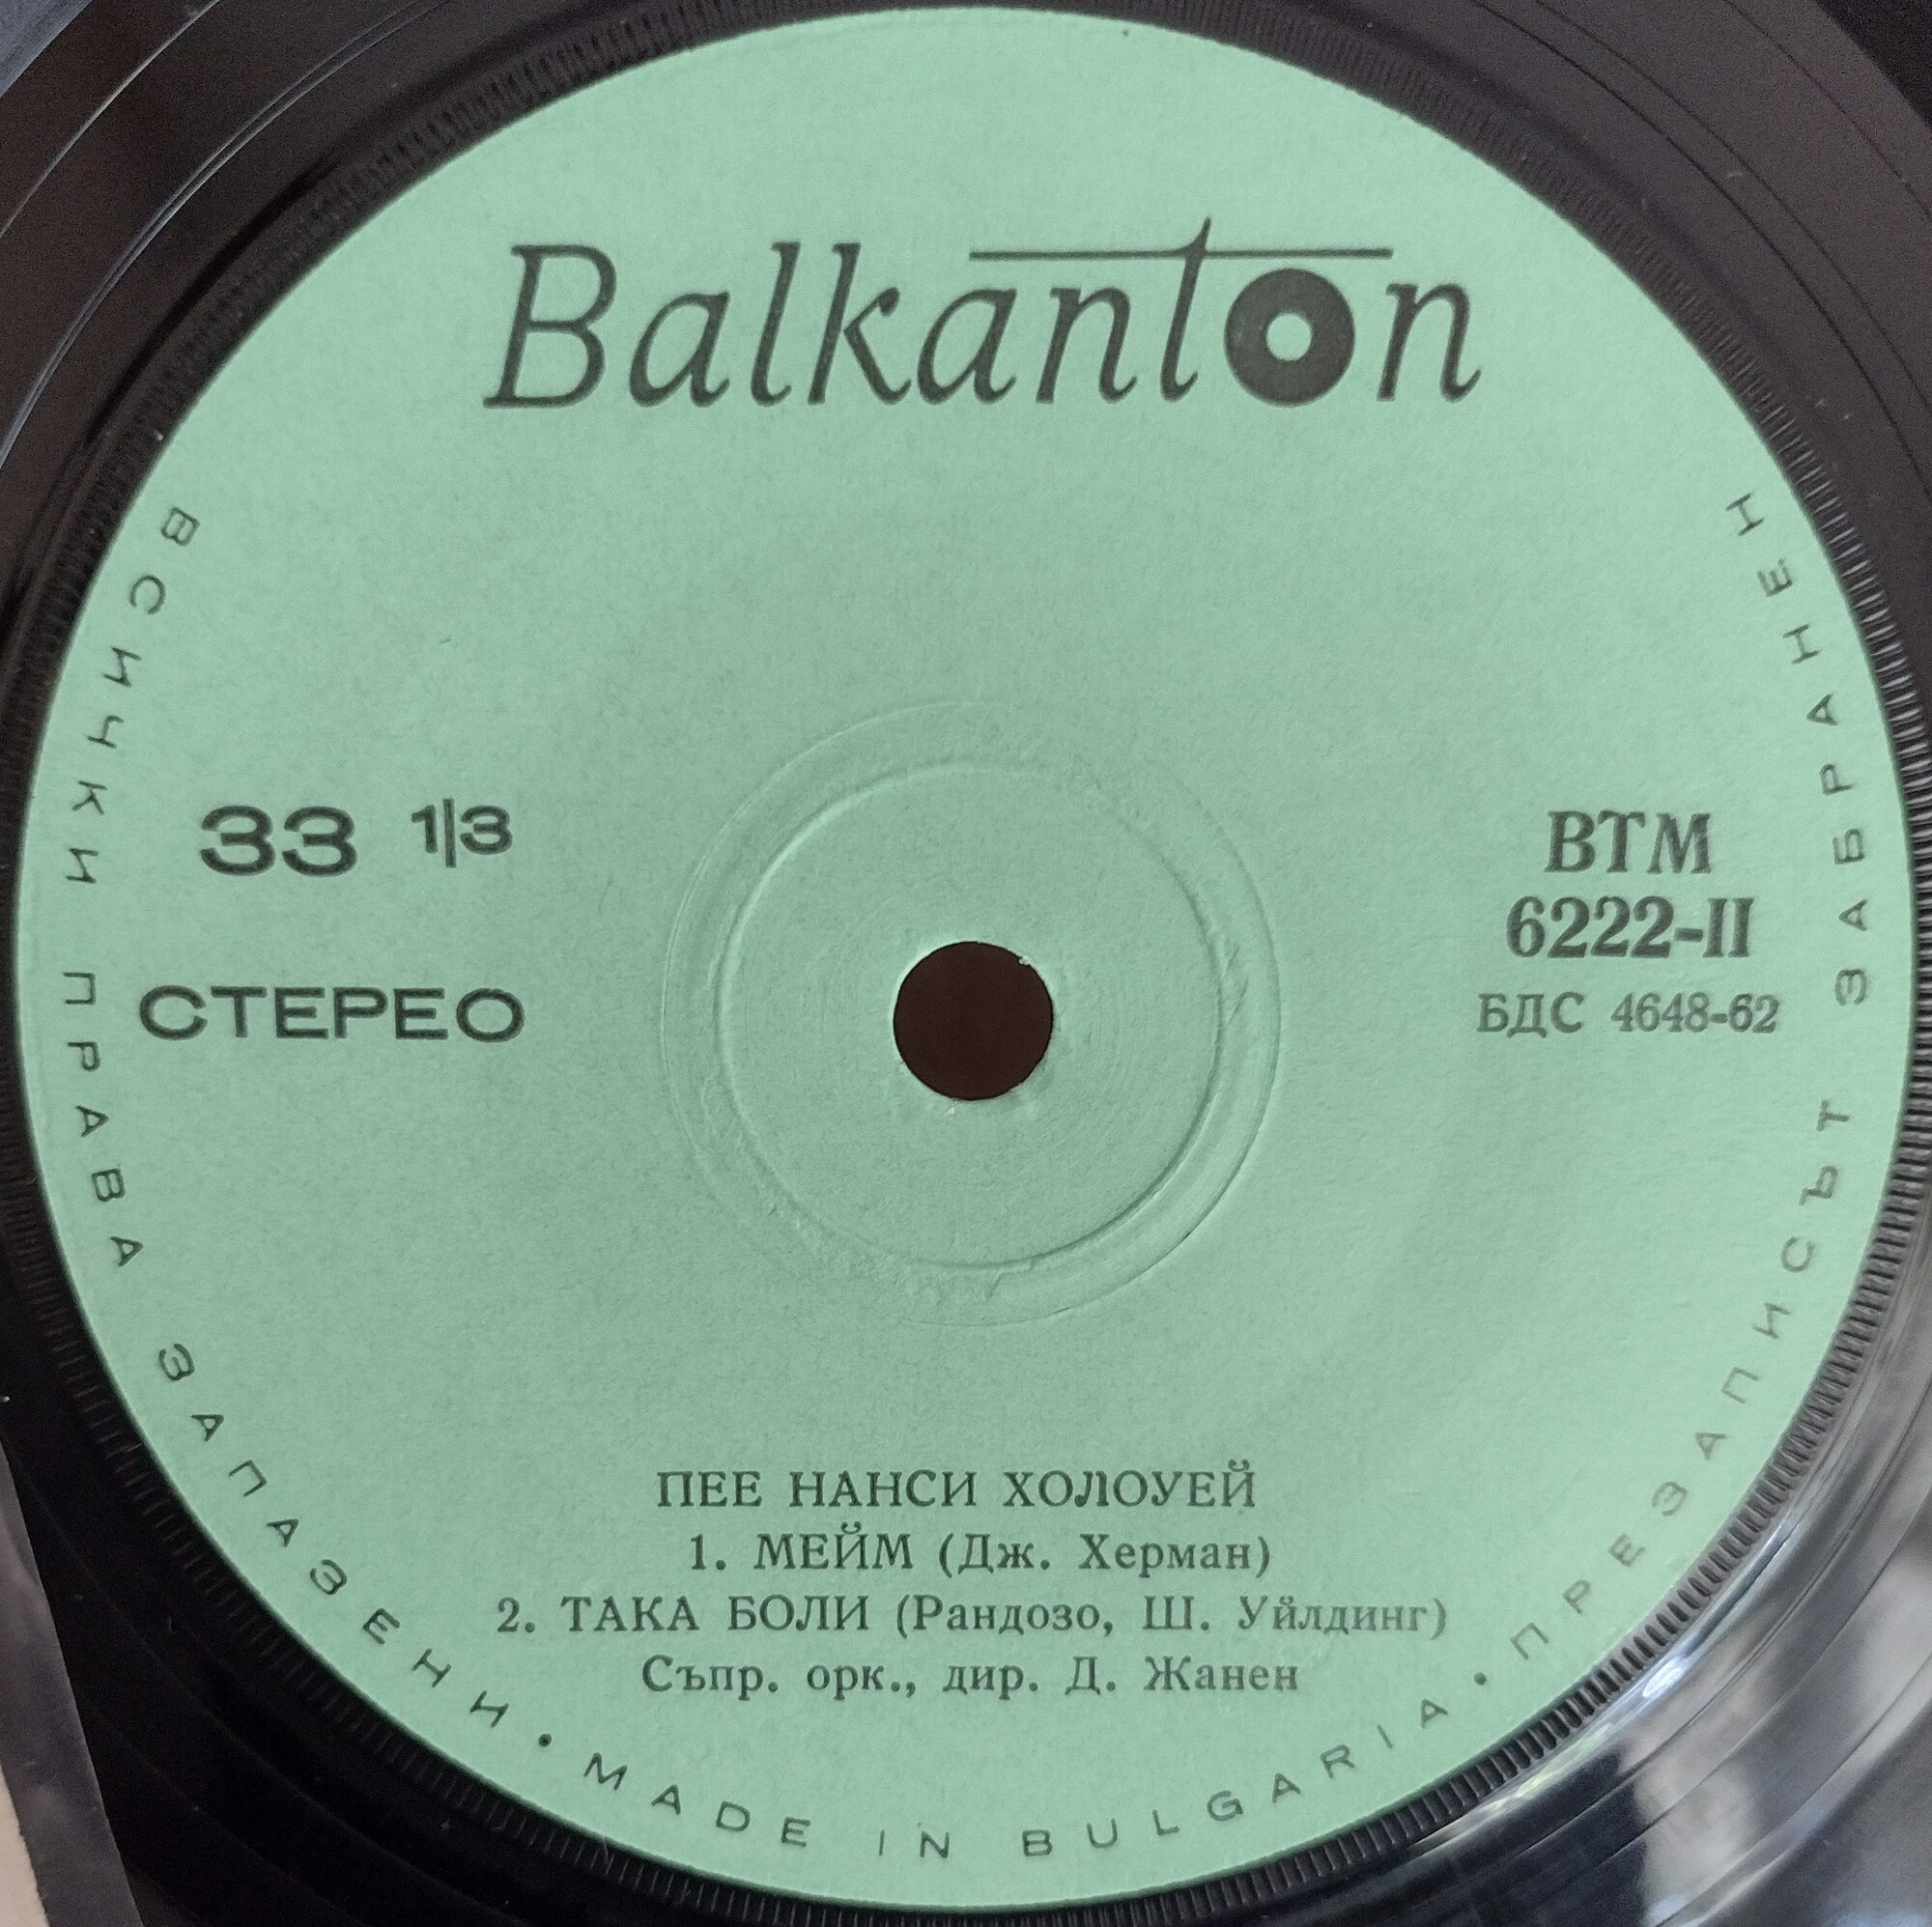 Balkanton
33 1|3
СТЕРЕО
ВТМ
6222-II
БДС 4648-62
ПЕЕ НАНСИ ХОЛОУЕЙ
1. МЕЙМ (Дж. Херман)
2. ТАКА БОЛИ (Рандозо, Ш. Уйлдинг)
Съпр. орк., дир. Д. Жанен
ВСИЧКИ ПРАВА ЗАПАЗЕНИ • MADE IN BULGARIA • ПРЕЗАПИСЪТ ЗАБРАНЕН